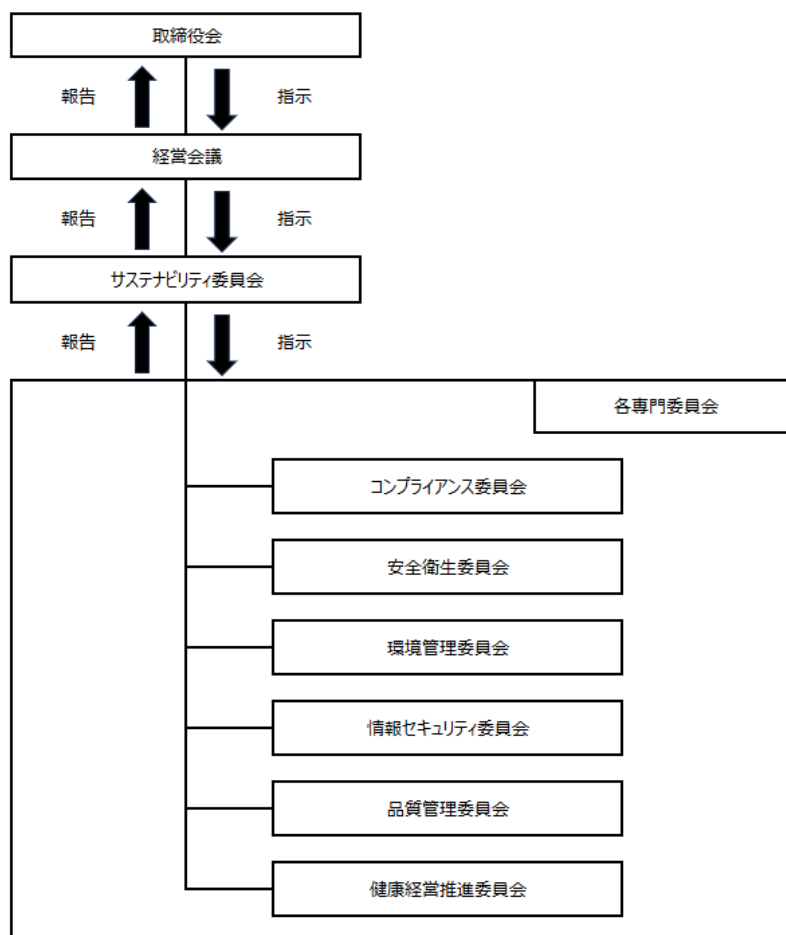 取締役会
報告
指示
経営会議
報告
指示
サステナビリティ委員会
報告
指示
各専門委員会
コンプライアンス委員会
安全衛生委員会
環境管理委員会
情報セキュリティ委員会
品質管理委員会
健康経営推進委員会